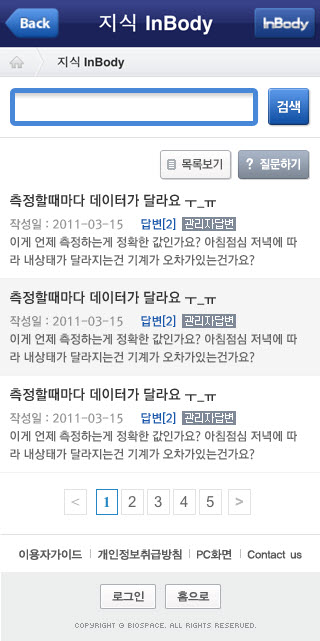 Back
지식 InBody
InBody
지식 InBody
검색
목록보기
? 질문하기
측정할때마다 데이터가 달라요 ㅜ_ㅠ
작성일 : 2011-03-15 답변[2] 관리자답변
이게 언제 측정하는게 정확한 값인가요? 아침점심 저녁에 따
라 내상태가 달라지는건 기계가 오차가있는건가요?
측정할때마다 데이터가 달라요 ㅜ_ㅠ
작성일 : 2011-03-15 답변[2] 관리자답변
이게 언제 측정하는게 정확한 값인가요? 아침점심 저녁에 따
라 내상태가 달라지는건 기계가 오차가있는건가요?
측정할때마다 데이터가 달라요 ㅜ_ㅠ
작성일 : 2011-03-15 답변[2] 관리자답변
이게 언제 측정하는게 정확한 값인가요? 아침점심 저녁에 따
라 내상태가 달라지는건 기계가 오차가있는건가요?
< 1 2 3 4 5 >
이용자가이드 | 개인정보취급방침 | PC화면 | Contact us
로그인 홈으로
COPYRIGHT @ BIOSPACE. ALL RIGHTS RESERVED.